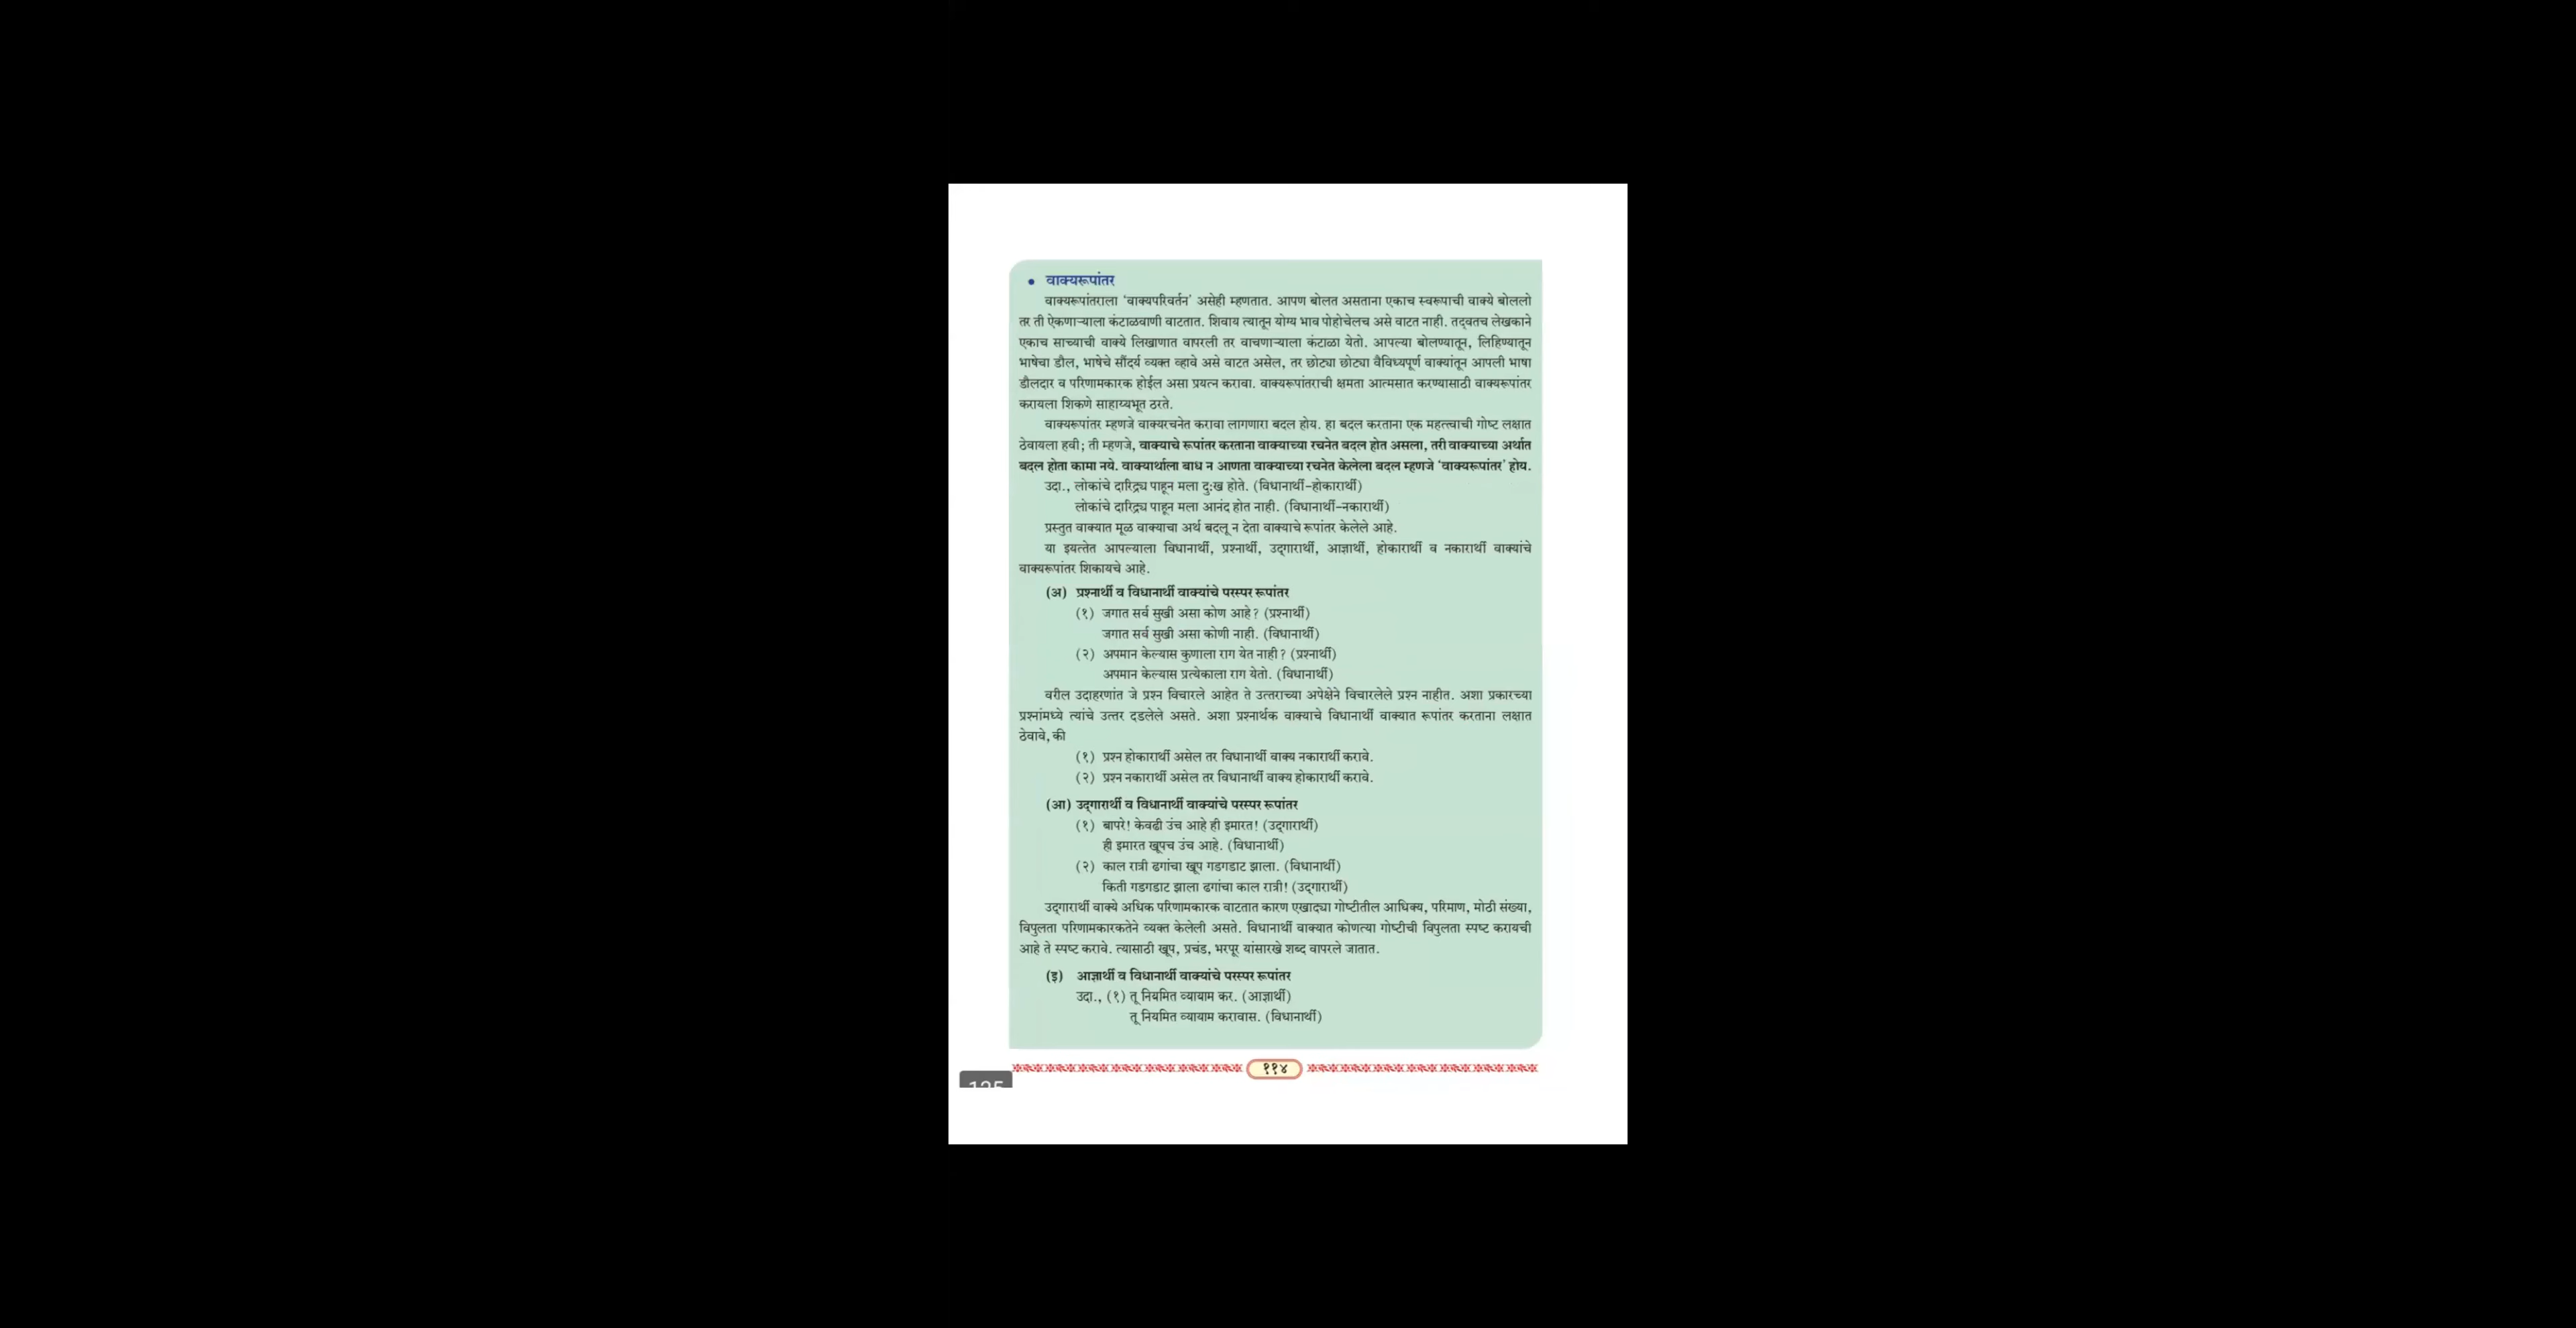 • वाक्यरूपांतर
वाक्यरूपांतराला ‘वाक्यपरिवर्तन’ असेही म्हणतात. आपण बोलत असताना एकाच स्वरूपाची वाक्ये बोललो
तर ती ऐकणाऱ्याला कंटाळवाणी वाटतात. शिवाय त्यातून योग्य भाव पोहोचेलच असे वाटत नाही. तद्वतच लेखकाने
एकाच साच्याची वाक्ये लिखाणात वापरली तर वाचणाऱ्याला कंटाळा येतो. आपल्या बोलण्यातून, लिहिण्यातून
भाषेचा डौल, भाषेचे सौंदर्य व्यक्त व्हावे असे वाटत असेल, तर छोट्या छोट्या वैविध्यपूर्ण वाक्यांतून आपली भाषा
डौलदार व परिणामकारक होईल असा प्रयत्न करावा. वाक्यरूपांतराची क्षमता आत्मसात करण्यासाठी वाक्यरूपांतर
करायला शिकणे साहाय्यभूत ठरते.
वाक्यरूपांतर म्हणजे वाक्यरचनेत करावा लागणारा बदल होय. हा बदल करताना एक महत्त्वाची गोष्ट लक्षात
ठेवायला हवी; ती म्हणजे, वाक्याचे रूपांतर करताना वाक्याच्या रचनेत बदल होत असला, तरी वाक्याच्या अर्थात
बदल होता कामा नये. वाक्यार्थाला बाध न आणता वाक्याच्या रचनेत केलेला बदल म्हणजे ‘वाक्यरूपांतर’ होय.
उदा., लोकांचे दारिद्र्य पाहून मला दुःख होते. (विधानार्थी-होकारार्थी)
लोकांचे दारिद्र्य पाहून मला आनंद होत नाही. (विधानार्थी-नकारार्थी)
प्रस्तुत वाक्यात मूळ वाक्याचा अर्थ बदलू न देता वाक्याचे रूपांतर केलेले आहे.
या इयत्तेत आपल्याला विधानार्थी, प्रश्नार्थी, उद्गारार्थी, आज्ञार्थी, होकारार्थी व नकारार्थी वाक्यांचे
वाक्यरूपांतर शिकायचे आहे.
(अ) प्रश्नार्थी व विधानार्थी वाक्यांचे परस्पर रूपांतर
(१) जगात सर्व सुखी असा कोण आहे? (प्रश्नार्थी)
जगात सर्व सुखी असा कोणी नाही. (विधानार्थी)
(२) अपमान केल्यास कुणाला राग येत नाही? (प्रश्नार्थी)
अपमान केल्यास प्रत्येकाला राग येतो. (विधानार्थी)
वरील उदाहरणांत जे प्रश्न विचारले आहेत ते उत्तराच्या अपेक्षेने विचारलेले प्रश्न नाहीत. अशा प्रकारच्या
प्रश्नांमध्ये त्यांचे उत्तर दडलेले असते. अशा प्रश्नार्थक वाक्याचे विधानार्थी वाक्यात रूपांतर करताना लक्षात
ठेवावे, की
(१) प्रश्न होकारार्थी असेल तर विधानार्थी वाक्य नकारार्थी करावे.
(२) प्रश्न नकारार्थी असेल तर विधानार्थी वाक्य होकारार्थी करावे.
(आ) उद्गारार्थी व विधानार्थी वाक्यांचे परस्पर रूपांतर
(१) बापरे! केवढी उंच आहे ही इमारत! (उद्गारार्थी)
ही इमारत खूपच उंच आहे. (विधानार्थी)
(२) काल रात्री ढगांचा खूप गडगडाट झाला. (विधानार्थी)
किती गडगडाट झाला ढगांचा काल रात्री! (उद्गारार्थी)
उद्गारार्थी वाक्ये अधिक परिणामकारक वाटतात कारण एखाद्या गोष्टीतील आधिक्य, परिमाण, मोठी संख्या,
विपुलता परिणामकारकतेने व्यक्त केलेली असते. विधानार्थी वाक्यात कोणत्या गोष्टीची विपुलता स्पष्ट करायची
आहे ते स्पष्ट करावे. त्यासाठी खूप, प्रचंड, भरपूर यांसारखे शब्द वापरले जातात.
(इ) आज्ञार्थी व विधानार्थी वाक्यांचे परस्पर रूपांतर
उदा., (१) तू नियमित व्यायाम कर. (आज्ञार्थी)
तू नियमित व्यायाम करावास. (विधानार्थी)
११४